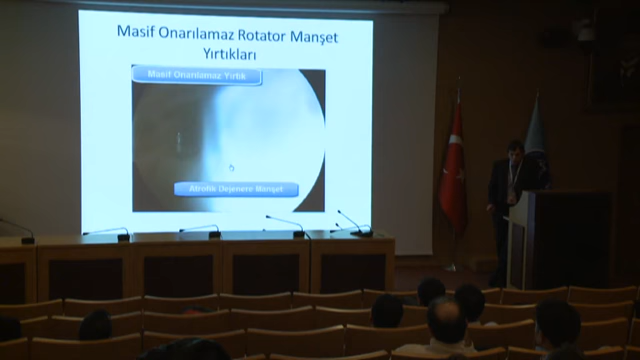 Masif Onarılamaz Rotator Manşet
Yırtıkları
Masif Onarılamaz Yırtık
Atrofik Dejenere Manşet